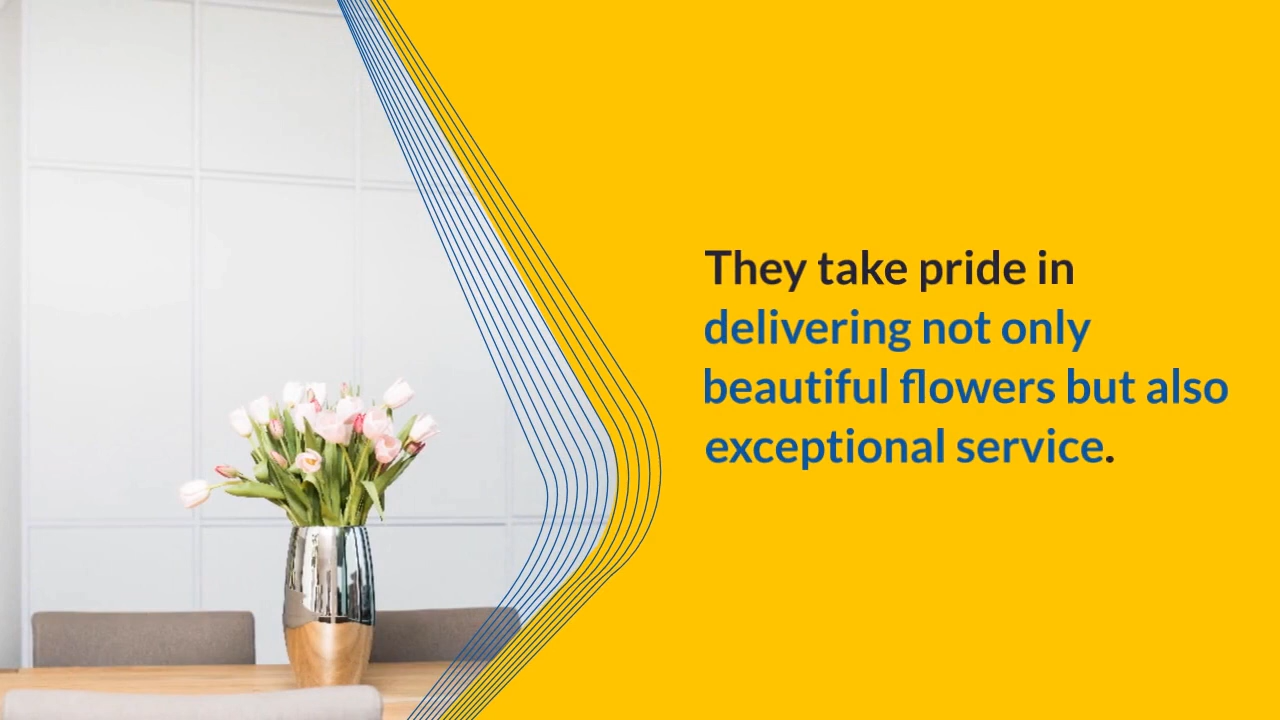 They take pride in
delivering not only
beautiful flowers but also
exceptional service.